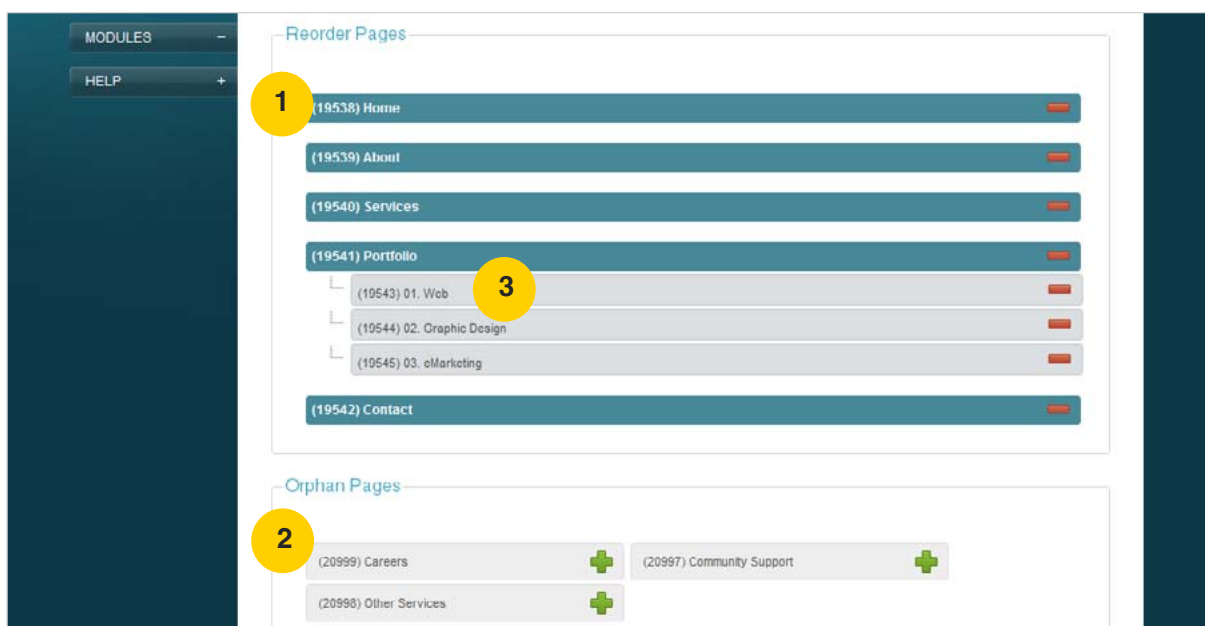 MODULES –
HELP +
Reorder Pages
1
(19538) Home
(19539) About
(19540) Services
(19541) Portfolio
3
(19543) 01. Web
(19544) 02. Graphic Design
(19545) 03. eMarketing
(19542) Contact
Orphan Pages
2
(20999) Careers
(20997) Community Support
(20998) Other Services